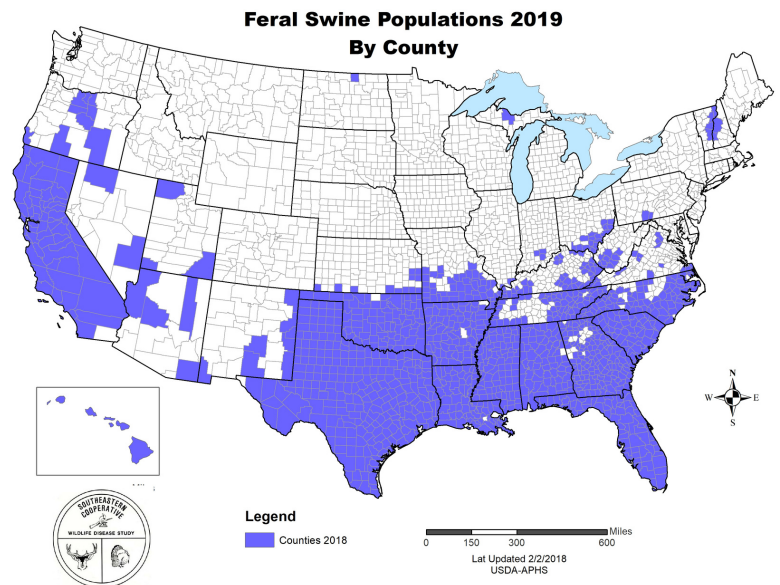 Feral Swine Populations 2019
By County
N
W
E
S
SOUTHEASTERN
COOPERATIVE
WILDLIFE DISEASE STUDY
Legend
Counties 2018
Miles
0 150 300 600
Lat Updated 2/2/2018
USDA-APHS